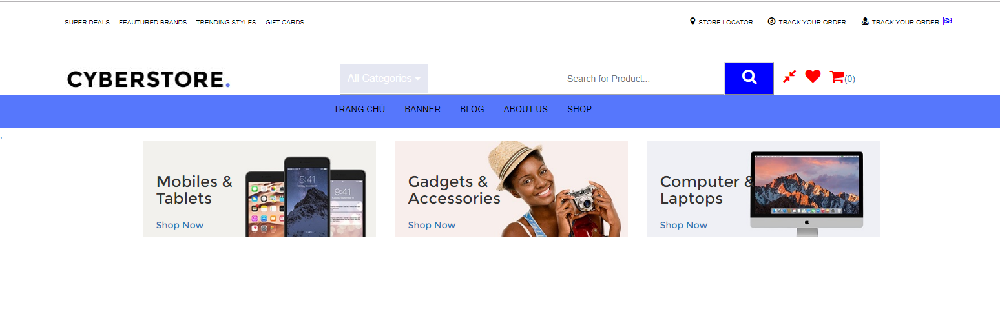 SUPER DEALS FEAUTURED BRANDS TRENDING STYLES GIFT CARDS STORE LOCATOR TRACK YOUR ORDER TRACK YOUR ORDER
CYBERSTORE. All Categories Search for Product... (0)
TRANG CHỦ BANNER BLOG ABOUT US SHOP
;
Mobiles &
Tablets
Shop Now
5:41
9:41
Gadgets &
Accessories
Shop Now
Computer &
Laptops
Shop Now